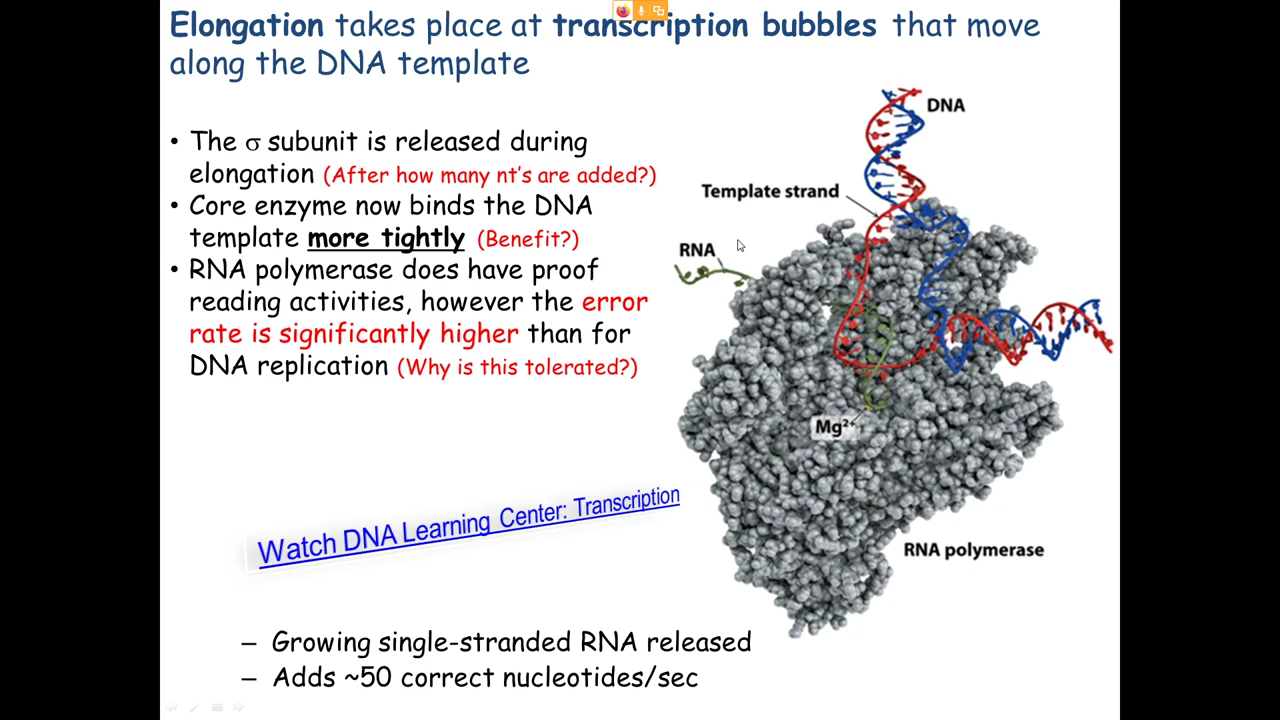 Elongation takes place at transcription bubbles that move
along the DNA template
• The σ subunit is released during
elongation (After how many nt's are added?)
• Core enzyme now binds the DNA
template more tightly (Benefit?)
• RNA polymerase does have proof
reading activities, however the error
rate is significantly higher than for
DNA replication (Why is this tolerated?)
DNA
Template strand
RNA
Mg²⁺
RNA polymerase
Watch DNA Learning Center: Transcription
– Growing single-stranded RNA released
– Adds ~50 correct nucleotides/sec